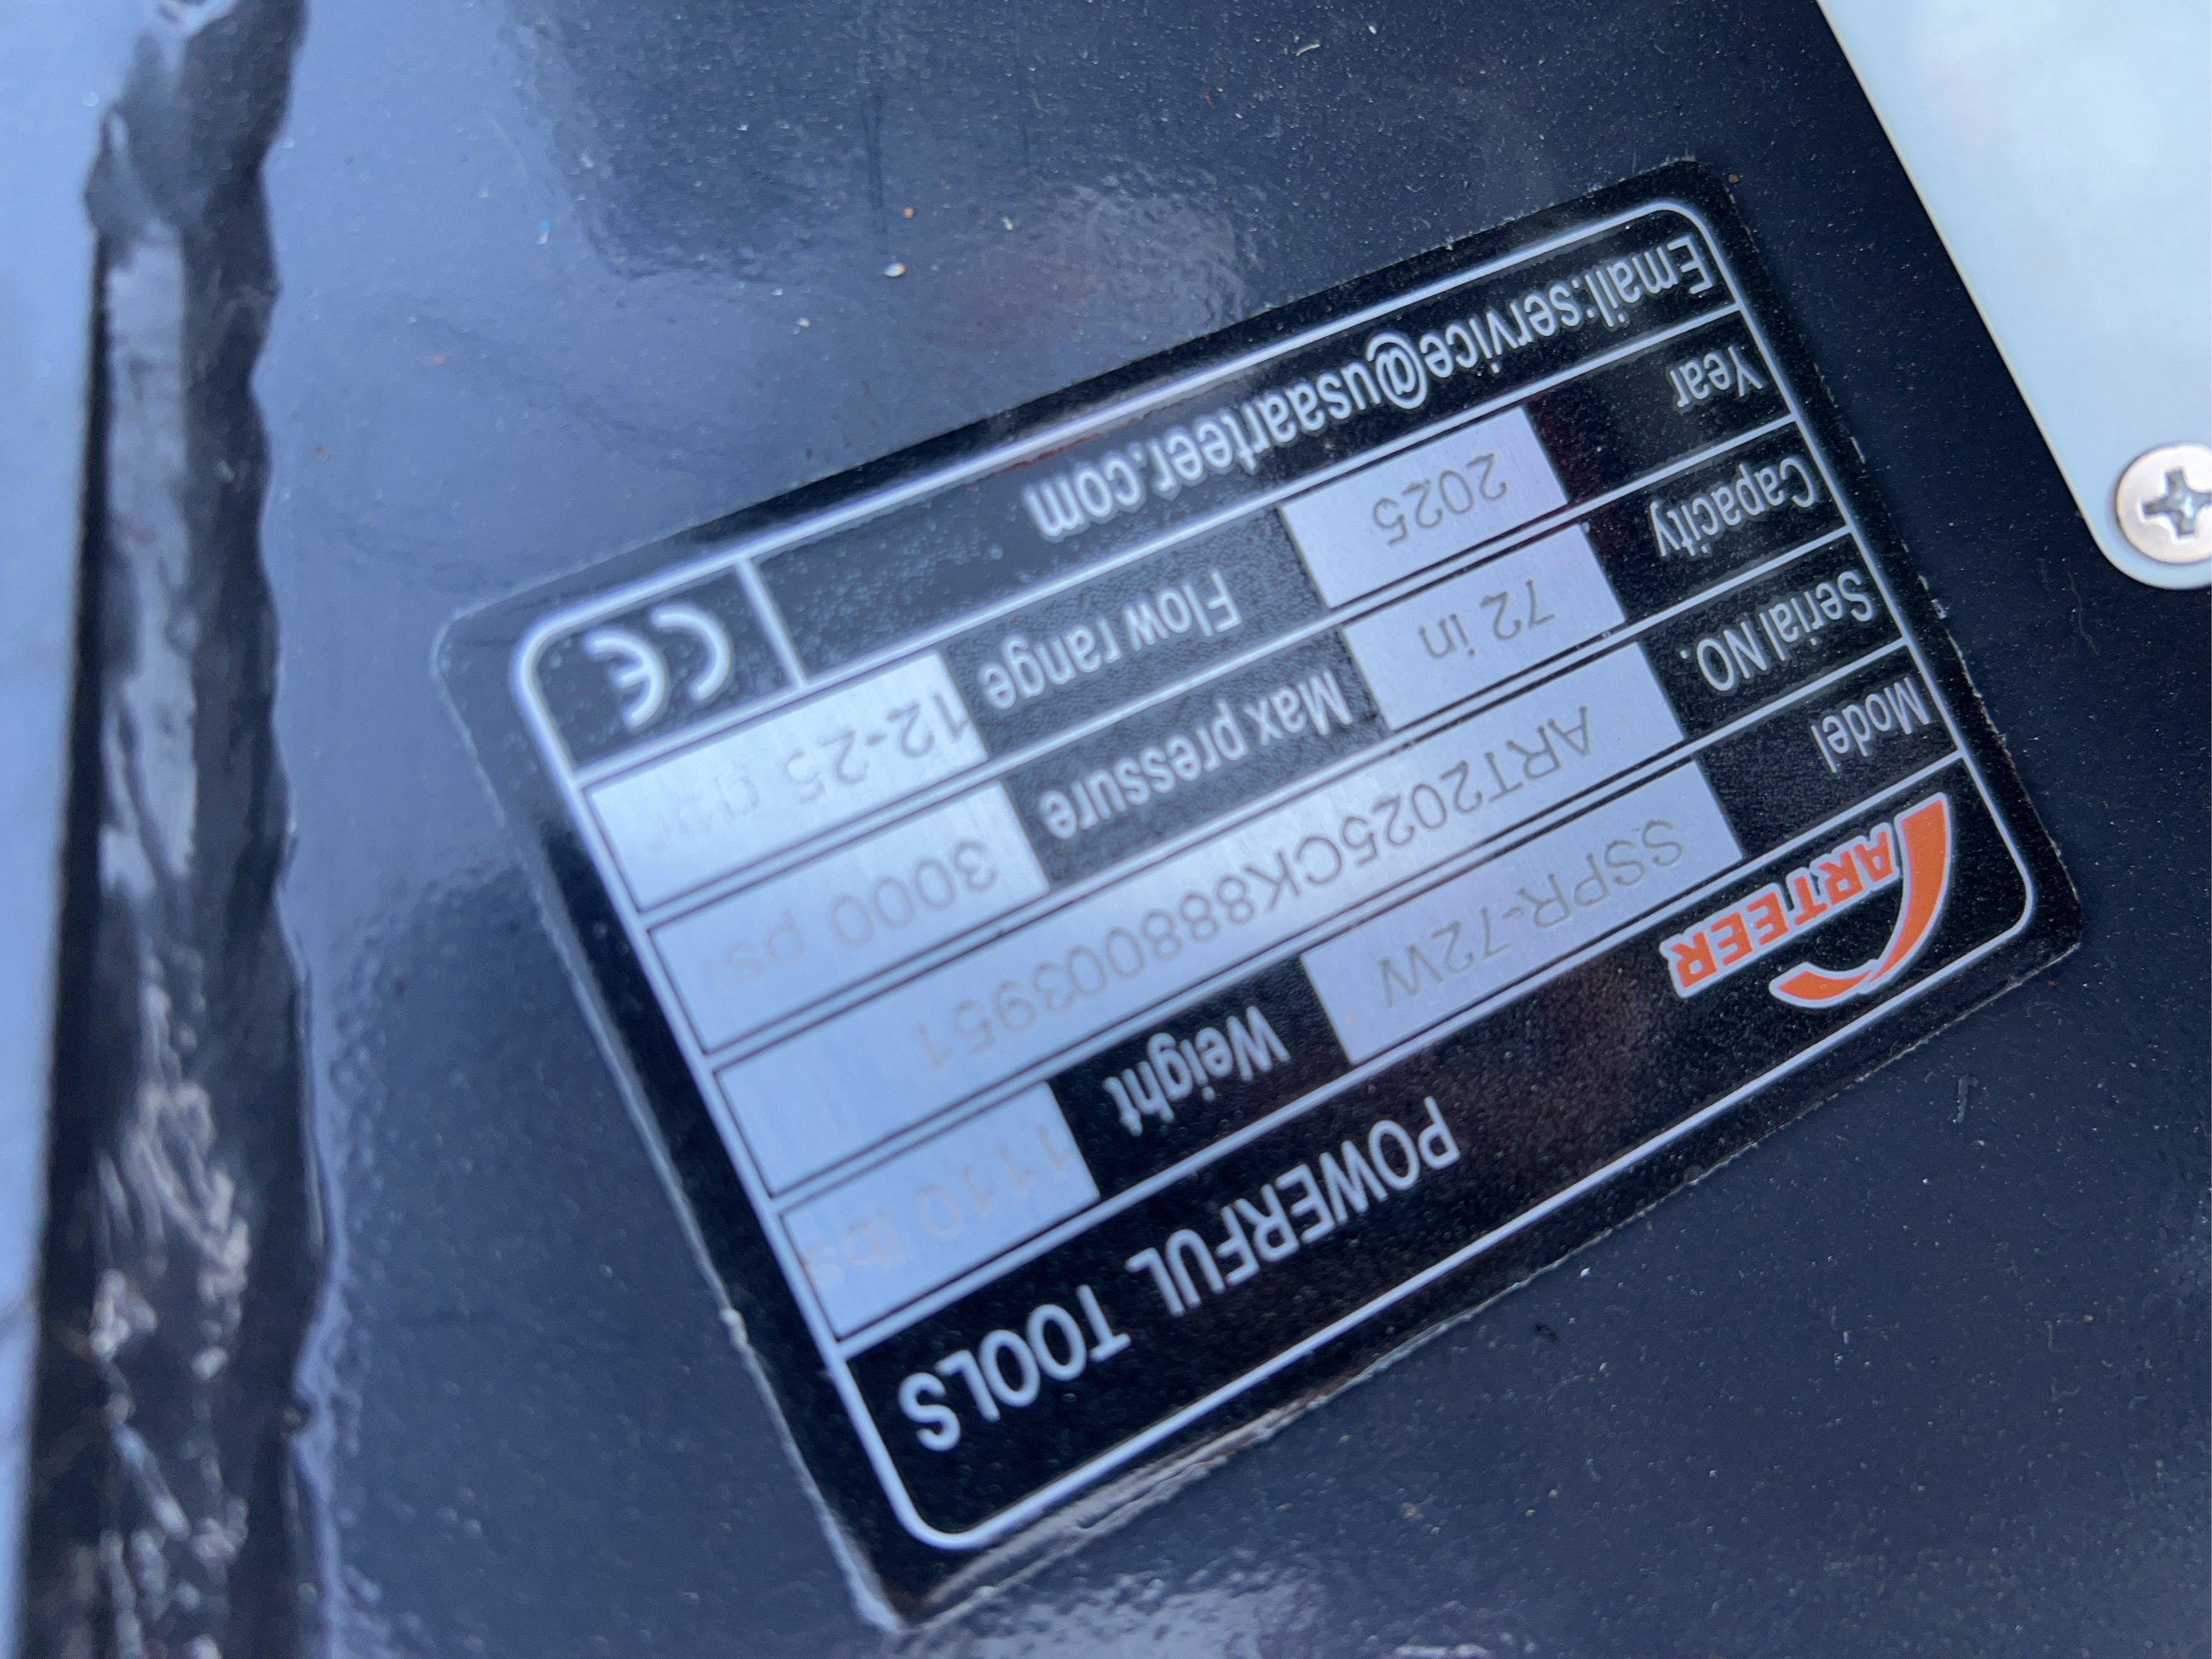 ARTEER POWERFUL TOOLS
Model SSPR-72W Weight 1110 lbs
Serial NO. ART2025CK888003951
Capacity 72 in Max pressure 3000 psi
Year 2025 Flow range 12-25 gpm
Email:service@usaarteer.com CE